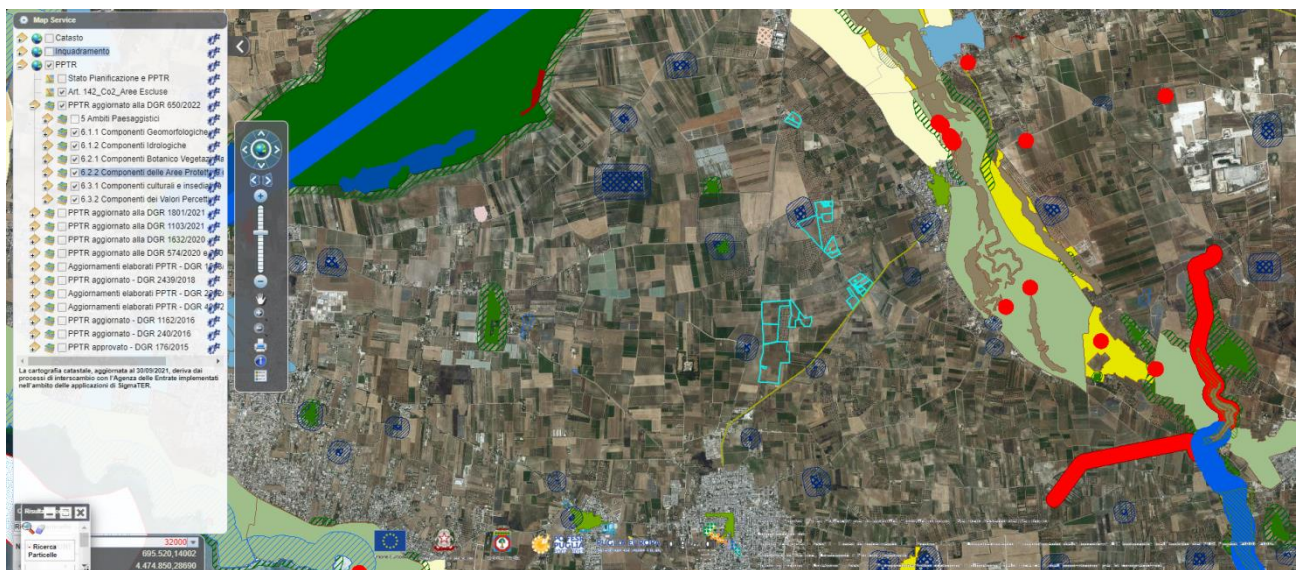 Map Service
Catasto
Inquadramento
PPTR
Stato Pianificazione e PPTR
Art. 142_Co2_Aree Escluse
PPTR aggiornato alla DGR 650/2022
5 Ambiti Paesaggistici
6.1.1 Componenti Geomorfologiche
6.1.2 Componenti Idrologiche
6.2.1 Componenti Botanico
6.2.2 Componenti delle Aree
6.3.1 Componenti culturali e
6.3.2 Componenti dei Valori
PPTR aggiornato alla DGR 1801/2021
PPTR aggiornato alla DGR 1103/2021
PPTR aggiornato alla DGR 1632/2020
PPTR aggiornato alle DGR 574/2020 e
Aggiornamenti elaborati PPTR - DGR
PPTR aggiornato - DGR 2439/2018
Aggiornamenti elaborati PPTR - DGR
Aggiornamenti elaborati PPTR - DGR
PPTR aggiornato - DGR 1162/2016
PPTR aggiornato - DGR 240/2016
PPTR approvato - DGR 176/2015
La cartografia catastale, aggiornata al 30/09/2021, deriva dai
processi di interscambio con l'Agenzia delle Entrate implementati
nell'ambito delle applicazioni di SigmaTER.
- Ricerca
Particelle
32000
695.520,14002
4.474.850,28690